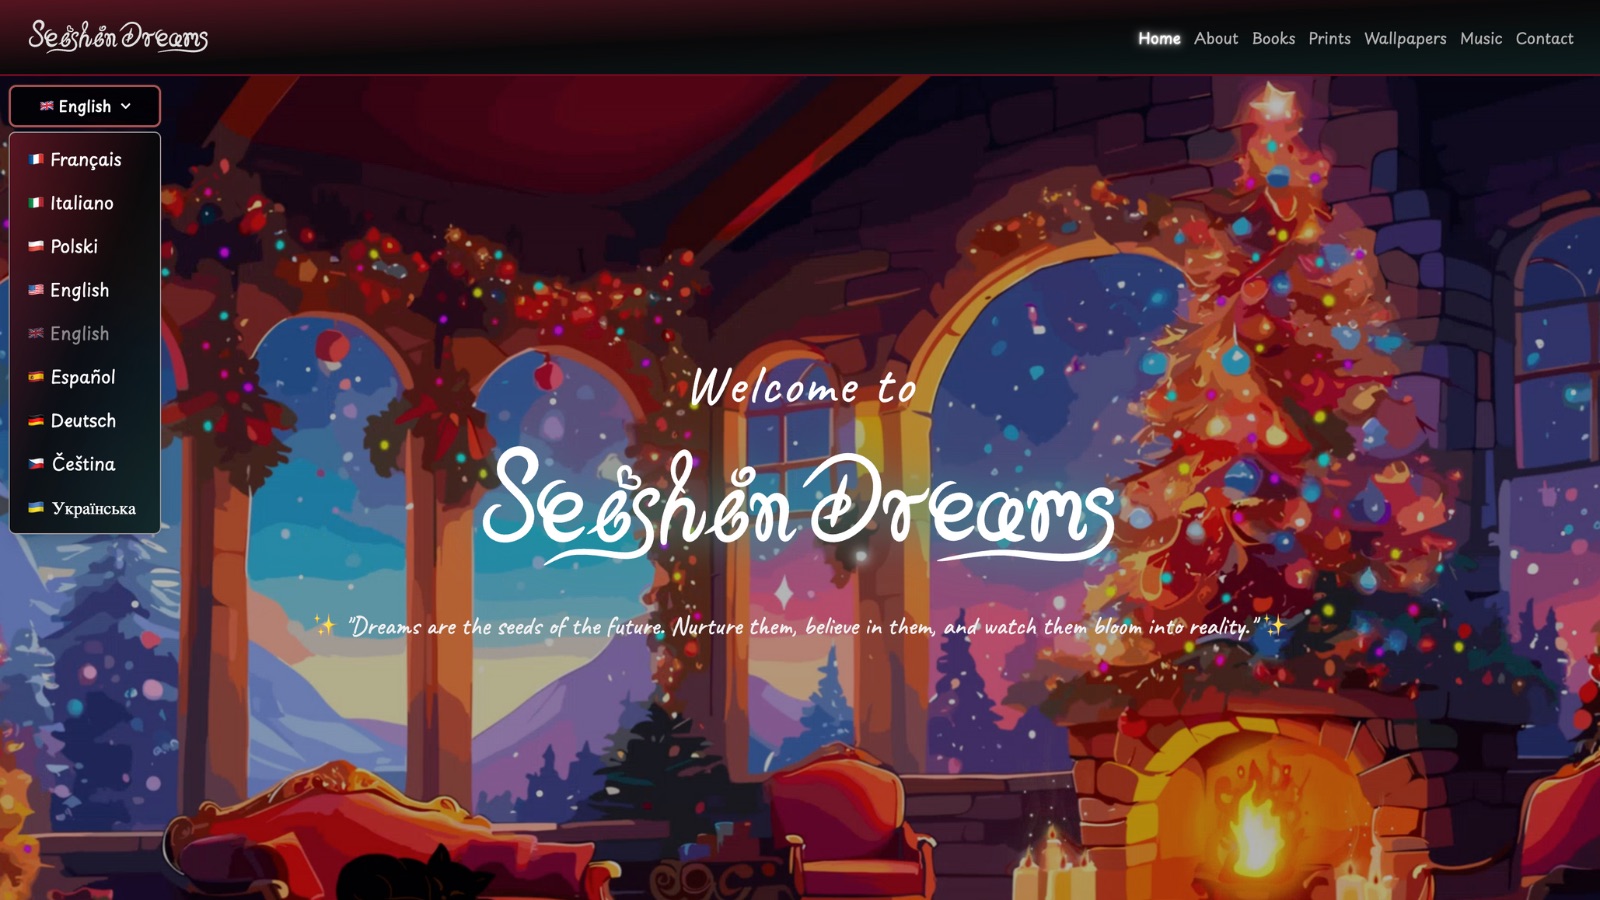 Seishin Dreams
Home About Books Prints Wallpapers Music Contact
English
Français
Italiano
Polski
English
English
Español
Deutsch
Čeština
Українська
Welcome to
Seishin Dreams
✨ "Dreams are the seeds of the future. Nurture them, believe in them, and watch them bloom into reality." ✨